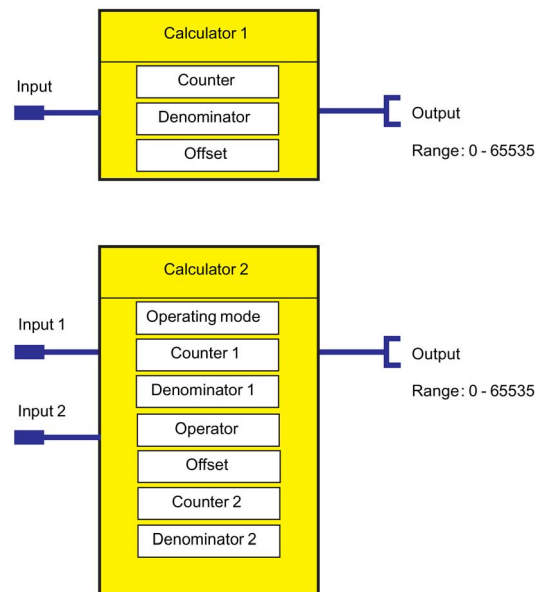 Calculator 1
Input
Counter
Denominator
Offset
Output
Range: 0 - 65535
Calculator 2
Input 1
Input 2
Operating mode
Counter 1
Denominator 1
Operator
Offset
Counter 2
Denominator 2
Output
Range: 0 - 65535